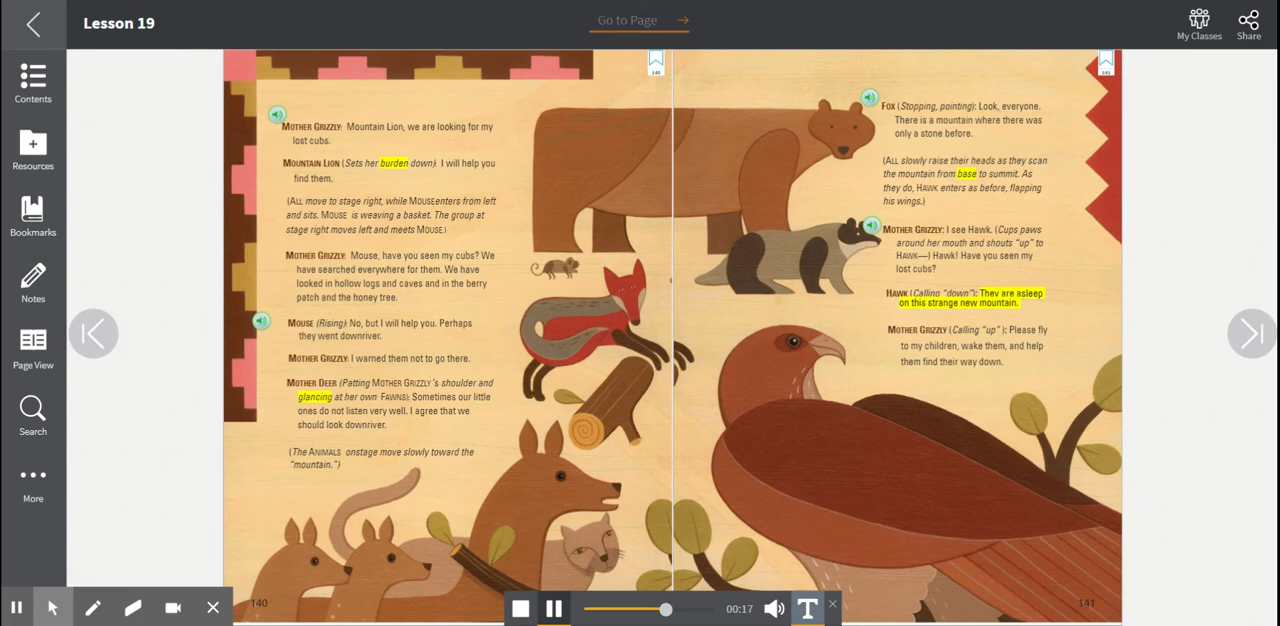 Lesson 19
Go to Page
My Classes
Share
Contents
Resources
Bookmarks
Notes
Page View
Search
More
140
MOTHER GRIZZLY: Mountain Lion, we are looking for my
lost cubs.
MOUNTAIN LION (Sets her burden down): I will help you
find them.
(ALL move to stage right, while MOUSE enters from left
and sits. MOUSE is weaving a basket. The group at
stage right moves left and meets MOUSE.)
MOTHER GRIZZLY: Mouse, have you seen my cubs? We
have searched everywhere for them. We have
looked in hollow logs and caves and in the berry
patch and the honey tree.
MOUSE (Rising): No, but I will help you. Perhaps
they went downriver.
MOTHER GRIZZLY: I warned them not to go there.
MOTHER DEER (Patting MOTHER GRIZZLY's shoulder and
glancing at her own FAWNS): Sometimes our little
ones do not listen very well. I agree that we
should look downriver.
(The ANIMALS onstage move slowly toward the
"mountain.")
140
141
FOX (Stopping, pointing): Look, everyone.
There is a mountain where there was
only a stone before.
(ALL slowly raise their heads as they scan
the mountain from base to summit. As
they do, HAWK enters as before, flapping
his wings.)
MOTHER GRIZZLY: I see Hawk. (Cups paws
around her mouth and shouts "up" to
HAWK—) Hawk! Have you seen my
lost cubs?
HAWK (Calling "down"): They are asleep
on this strange new mountain.
MOTHER GRIZZLY (Calling "up"): Please fly
to my children, wake them, and help
them find their way down.
141
00:17
T